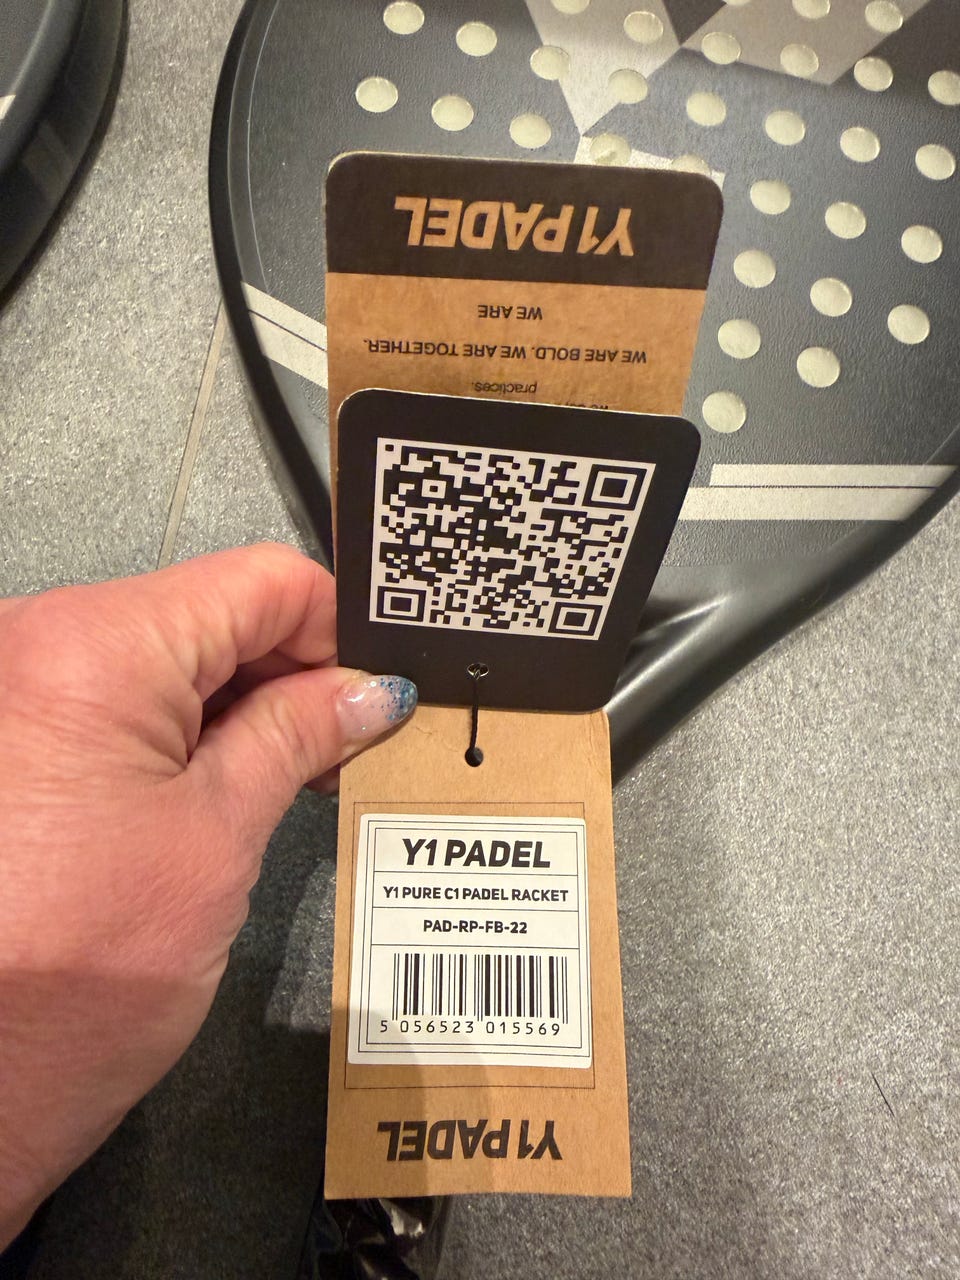 Y1 PADEL
WE ARE
WE ARE BOLD. WE ARE TOGETHER.
practices.
Y1 PADEL
Y1 PURE C1 PADEL RACKET
PAD-RP-FB-22
5 056523 015569
Y1 PADEL